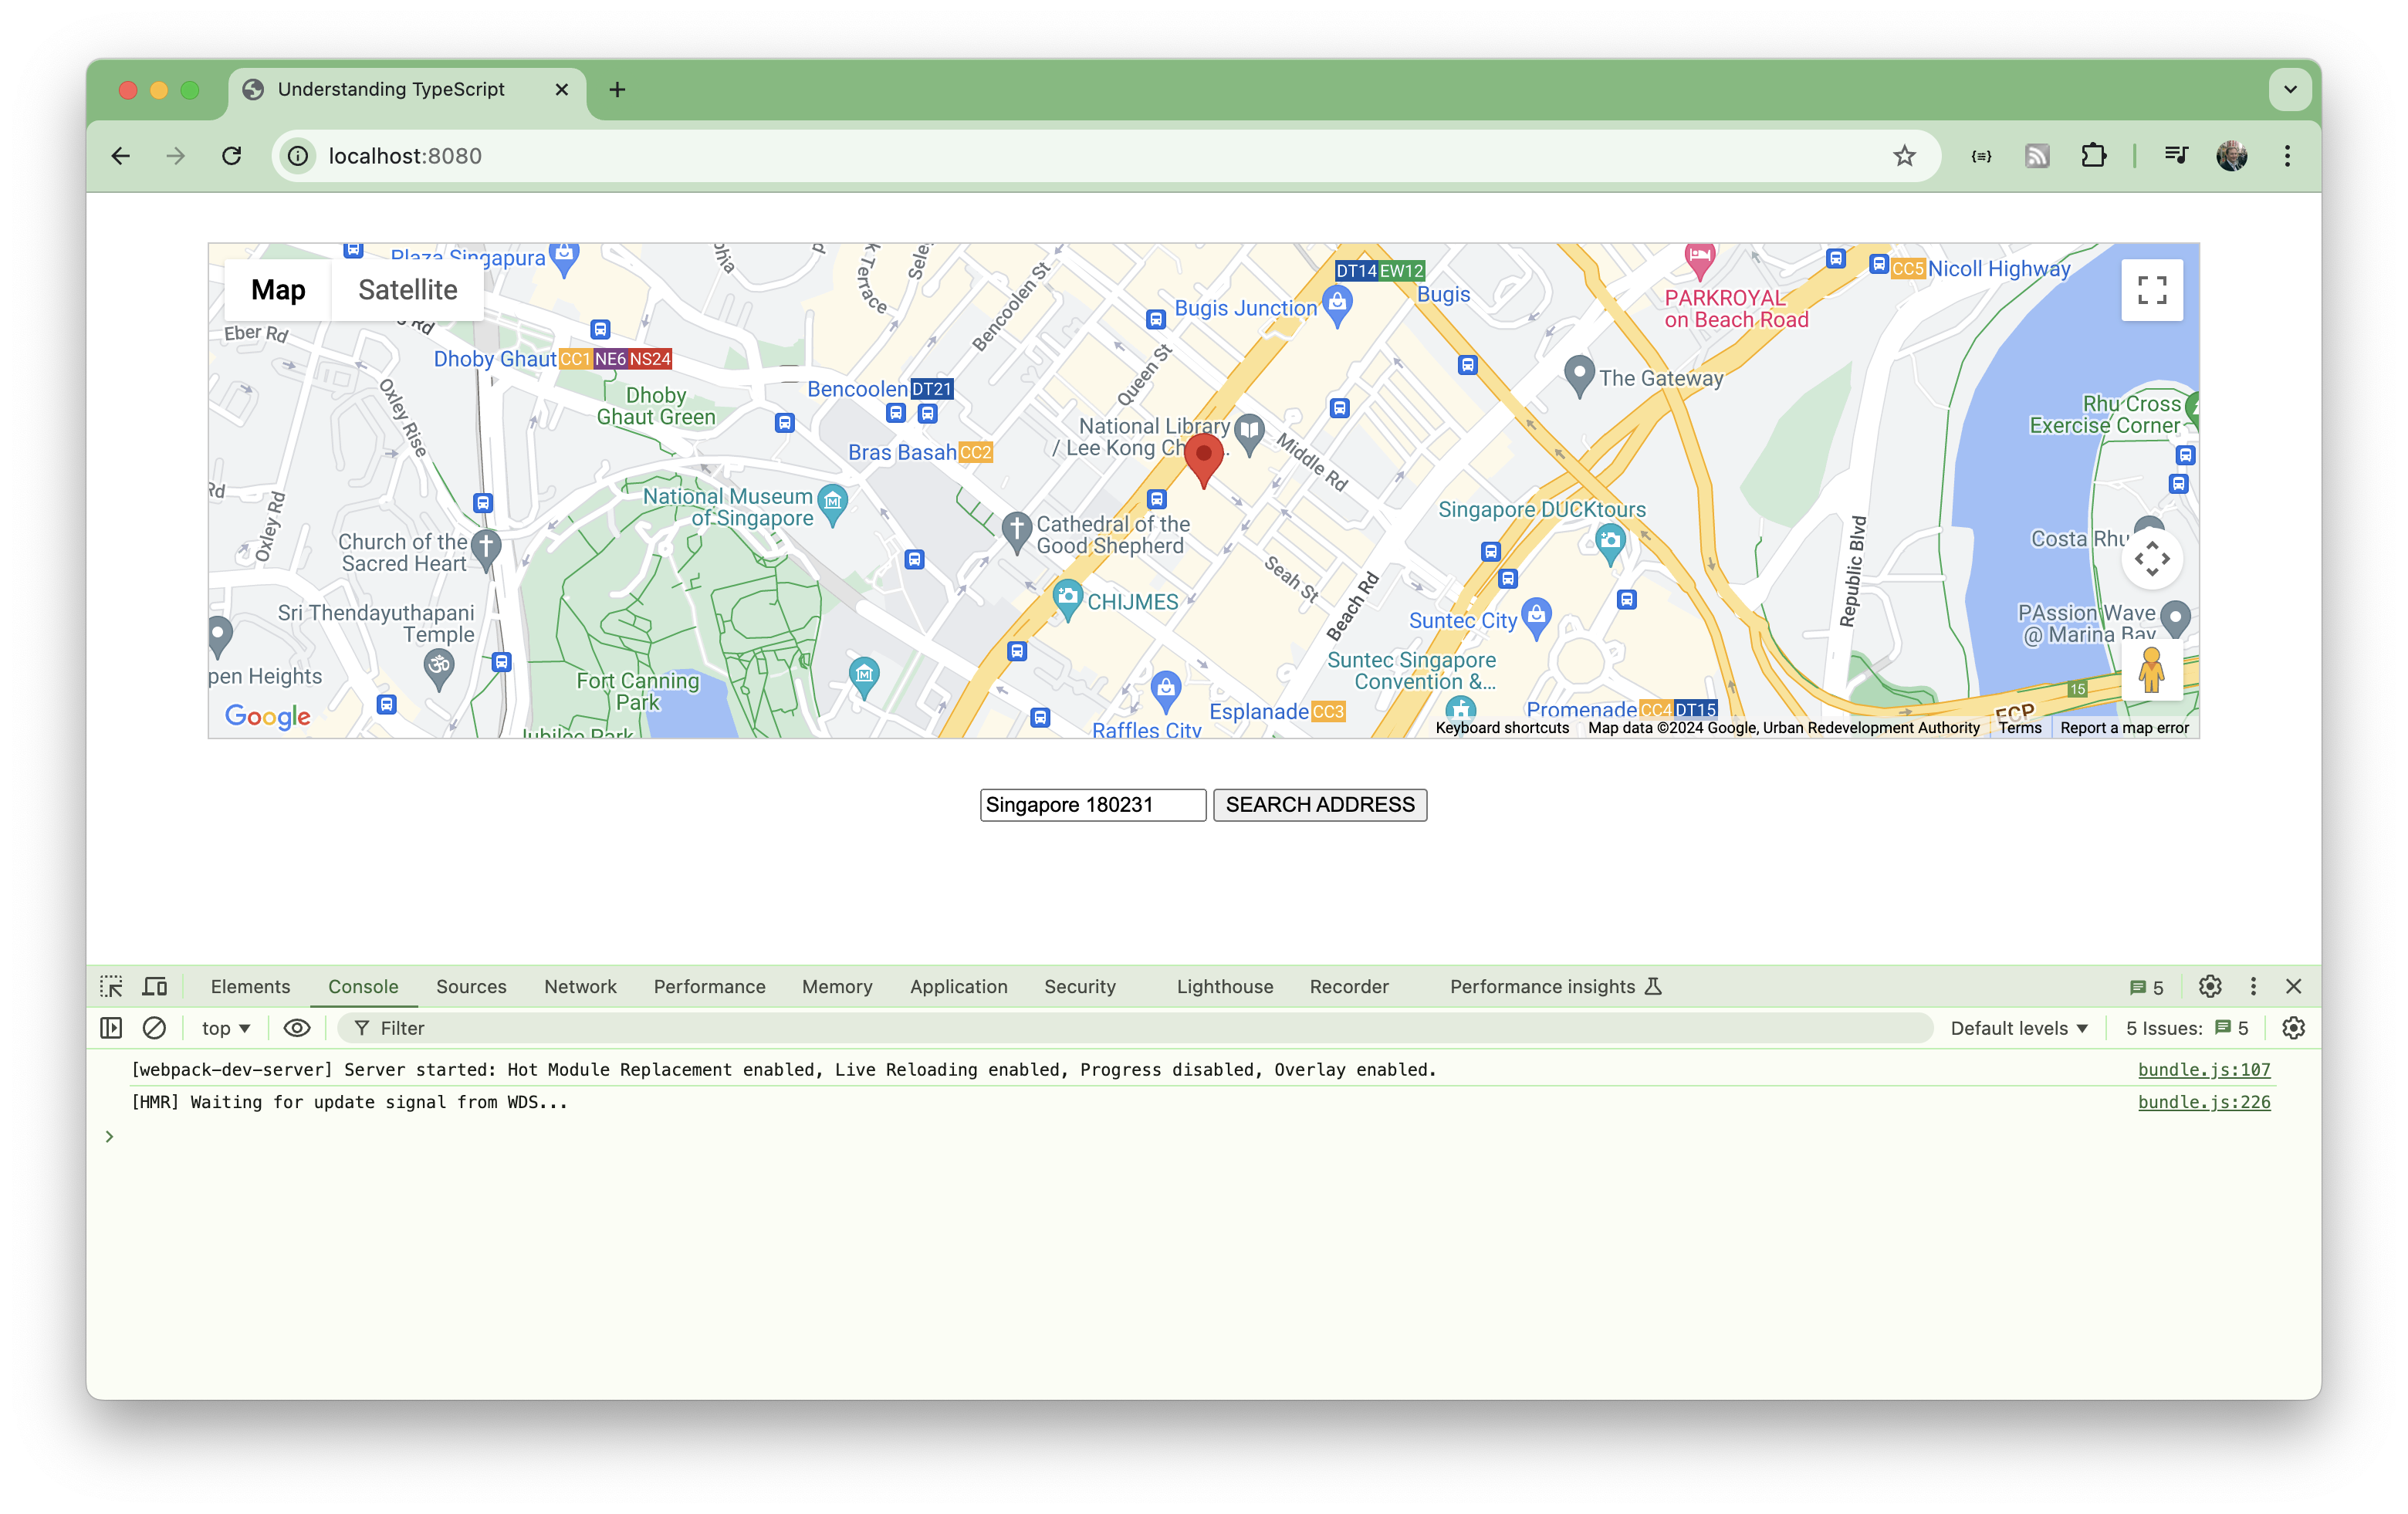 Understanding TypeScript
localhost:8080
Plaza Singapura
Map
Satellite
Eber Rd
Dhoby Ghaut CC1 NE6 NS24
Dhoby
Ghaut Green
Oxley Rise
Oxley Rd
Rd
Terrace
Bencoolen St
Queen St
Bencoolen DT21
Bras Basah CC2
DT14 EW12
Bugis Junction
Bugis
PARKROYAL
on Beach Road
CC5 Nicoll Highway
The Gateway
Rhu Cross
Exercise Corner
National Library
/ Lee Kong
Middle Rd
National Museum
of Singapore
Cathedral of the
Good Shepherd
Church of the
Sacred Heart
Singapore DUCKtours
Seah St
Beach Rd
Republic Blvd
Costa Rhu
CHIJMES
Suntec City
Sri Thendayuthapani
Temple
PAssion Wave
@ Marina Bay
Suntec Singapore
Convention &...
pen Heights
Fort Canning
Park
Jubilee Park
Raffles City
Esplanade CC3
Promenade CC4 DT15
15
ECP
Google
Keyboard shortcuts
Map data ©2024 Google, Urban Redevelopment Authority
Terms
Report a map error
Singapore 180231
SEARCH ADDRESS
Elements Console Sources Network Performance Memory Application Security Lighthouse Recorder Performance insights 5
top Filter Default levels 5 Issues: 5
[webpack-dev-server] Server started: Hot Module Replacement enabled, Live Reloading enabled, Progress disabled, Overlay enabled. bundle.js:107
[HMR] Waiting for update signal from WDS... bundle.js:226